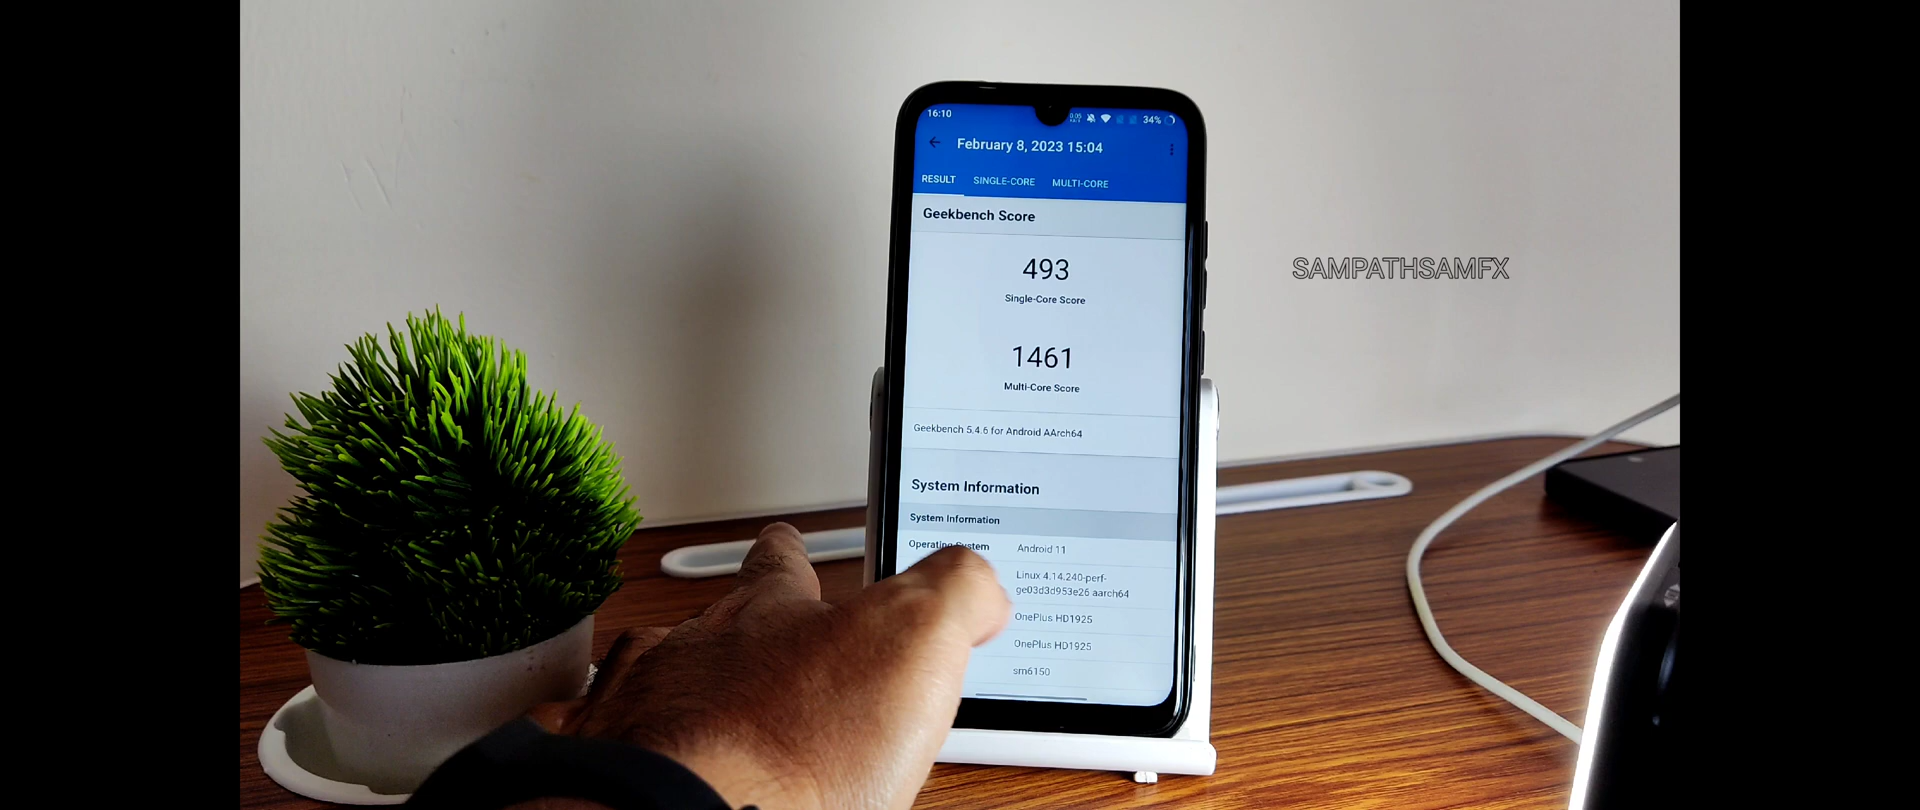 16:10
34%
February 8, 2023 15:04
RESULT SINGLE-CORE MULTI-CORE
Geekbench Score
493
Single-Core Score
SAMPATHSAMFX
1461
Multi-Core Score
Geekbench 5.4.6 for Android AArch64
System Information
System Information
Operating System Android 11
Linux 4.14.240-perf-
ge03d3d953e26 aarch64
OnePlus HD1925
OnePlus HD1925
sm6150